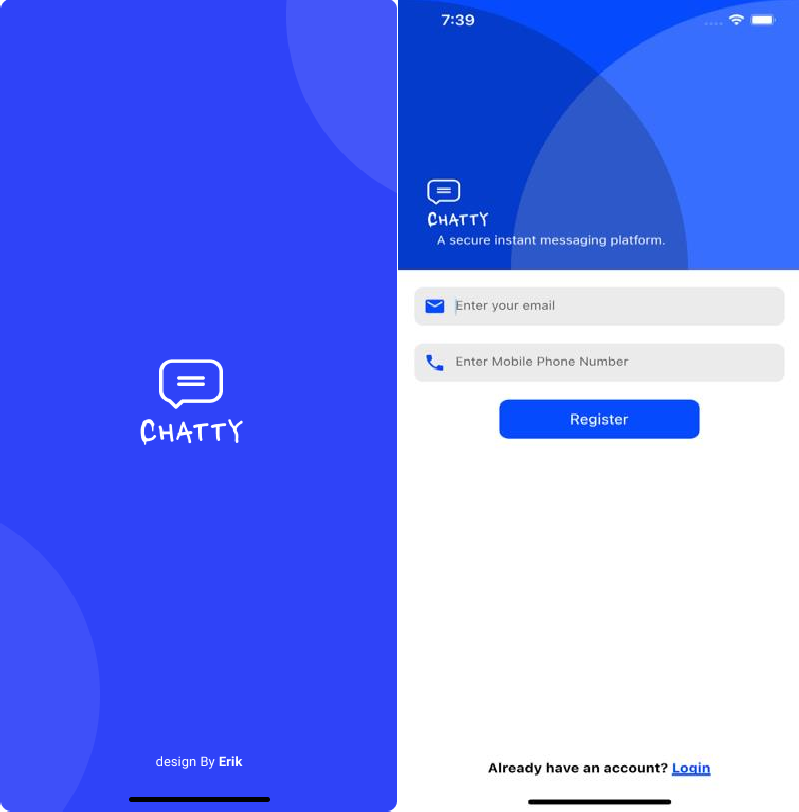 CHATTY
design By Erik
7:39
CHATTY
A secure instant messaging platform.
Enter your email
Enter Mobile Phone Number
Register
Already have an account? Login